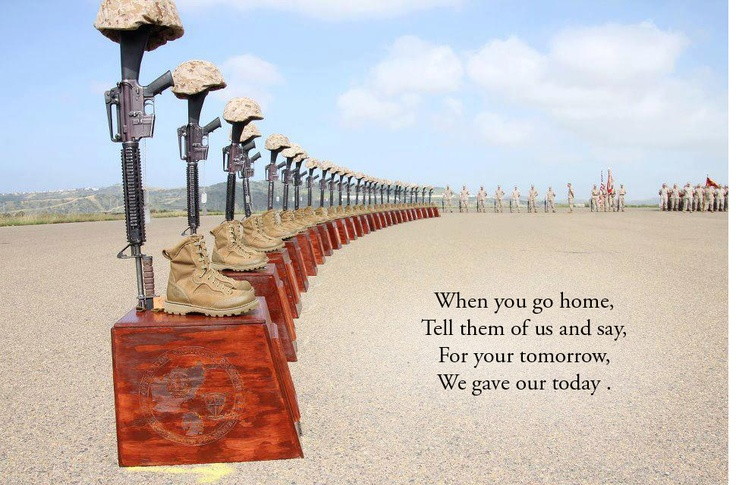 When you go home,
Tell them of us and say,
For your tomorrow,
We gave our today .